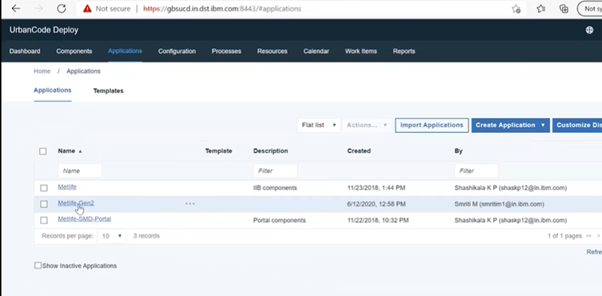 Not secure https://gbsucd.in.dst.ibm.com:8443/#applications Not sy
UrbanCode Deploy
Dashboard Components Applications Configuration Processes Resources Calendar Work Items Reports
Home / Applications
Applications Templates
Flat list Actions... Import Applications Create Application Customize Dis
Name Template Description Created By
Name Filter Filter
Metlife IIB components 11/23/2018, 1:44 PM Shashikala K P (shaskp12@in.ibm.com)
Metlife-Gen2 6/12/2020, 12:58 PM Smriti M (smritim1@in.ibm.com)
Metlife-SMD-Portal Portal components 11/22/2018, 10:32 PM Shashikala K P (shaskp12@in.ibm.com)
Records per page: 10 3 records 1 of 1 pages
Refre
Show Inactive Applications